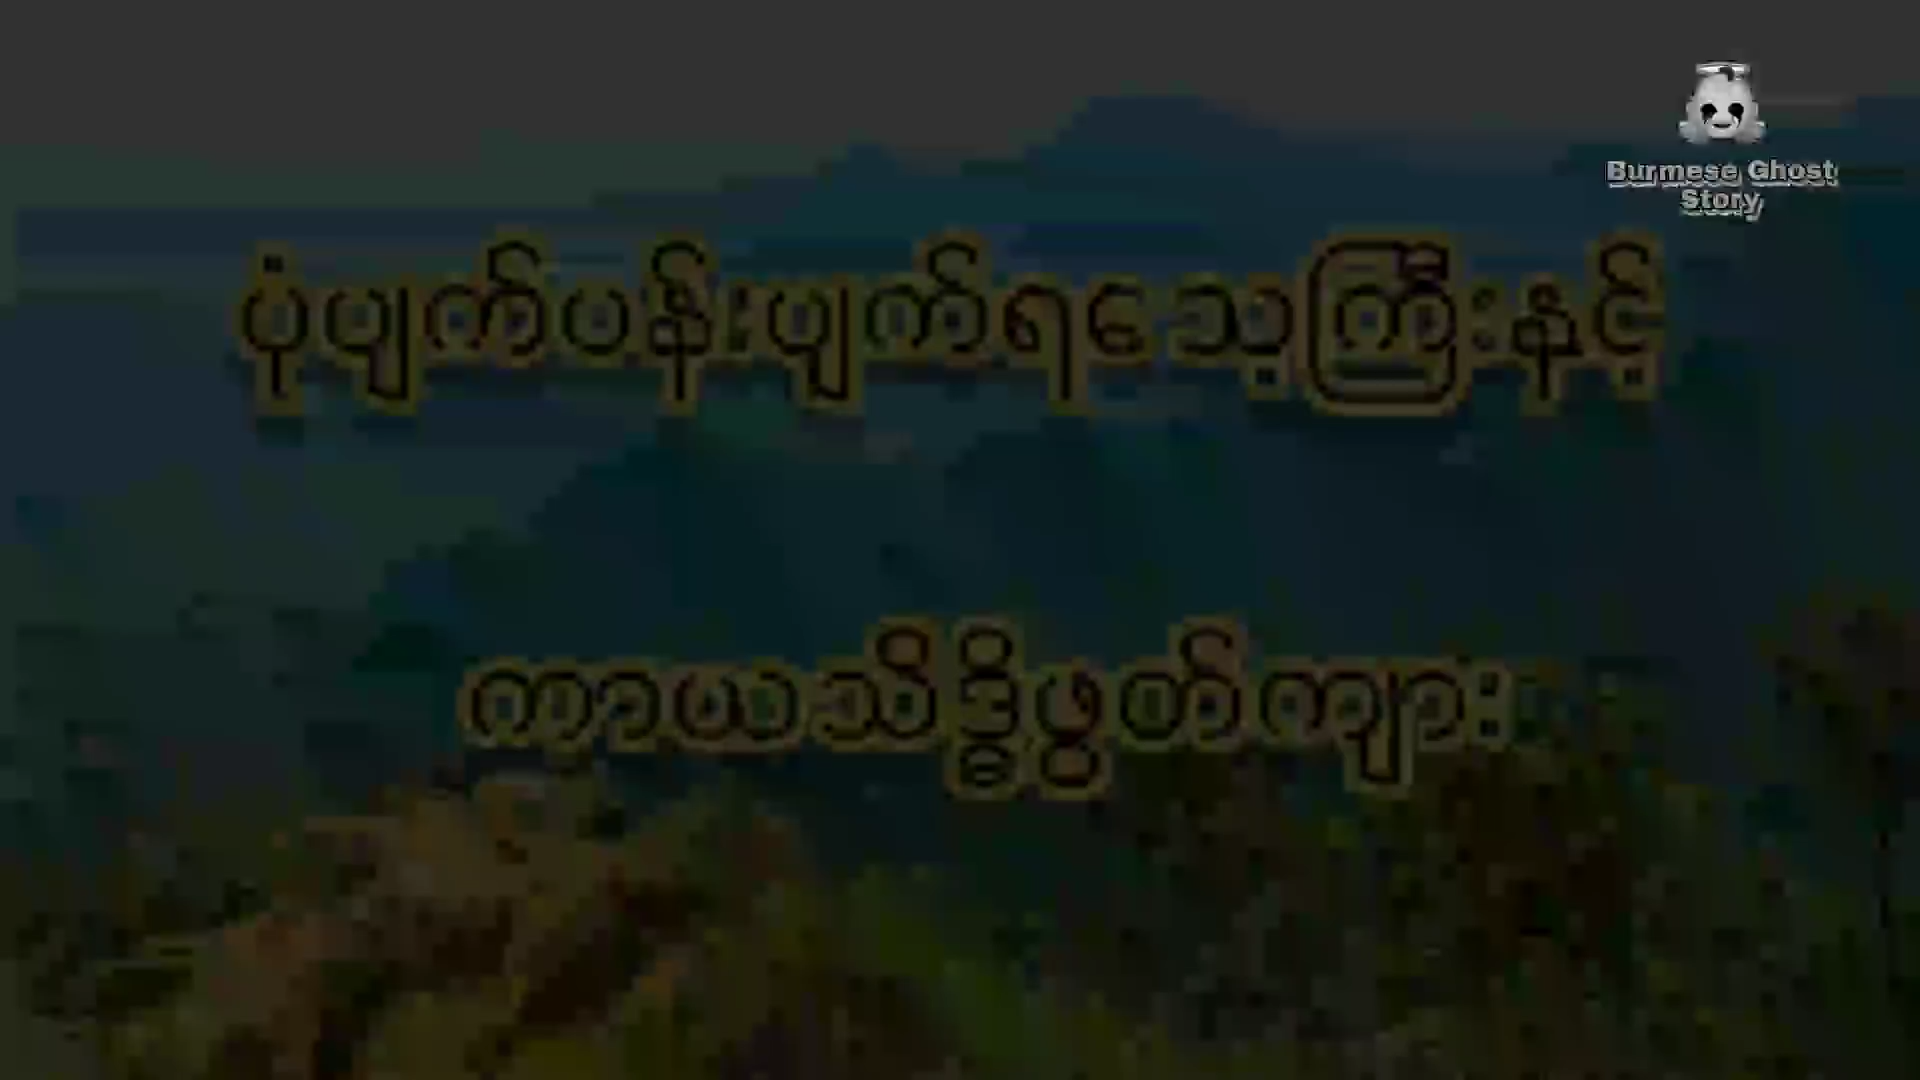 Burmese Ghost
Story
ပုံပျက်ပန်းပျက်ရသေ့ကြီးနှင့်
ကာယသိဒ္ဓိဖွတ်ကျား